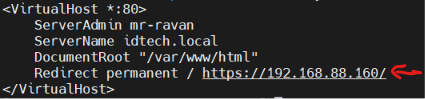 <VirtualHost *:80>
ServerAdmin mr-ravan
ServerName idtech.local
DocumentRoot "/var/www/html"
Redirect permanent / https://192.168.88.160/
</VirtualHost>